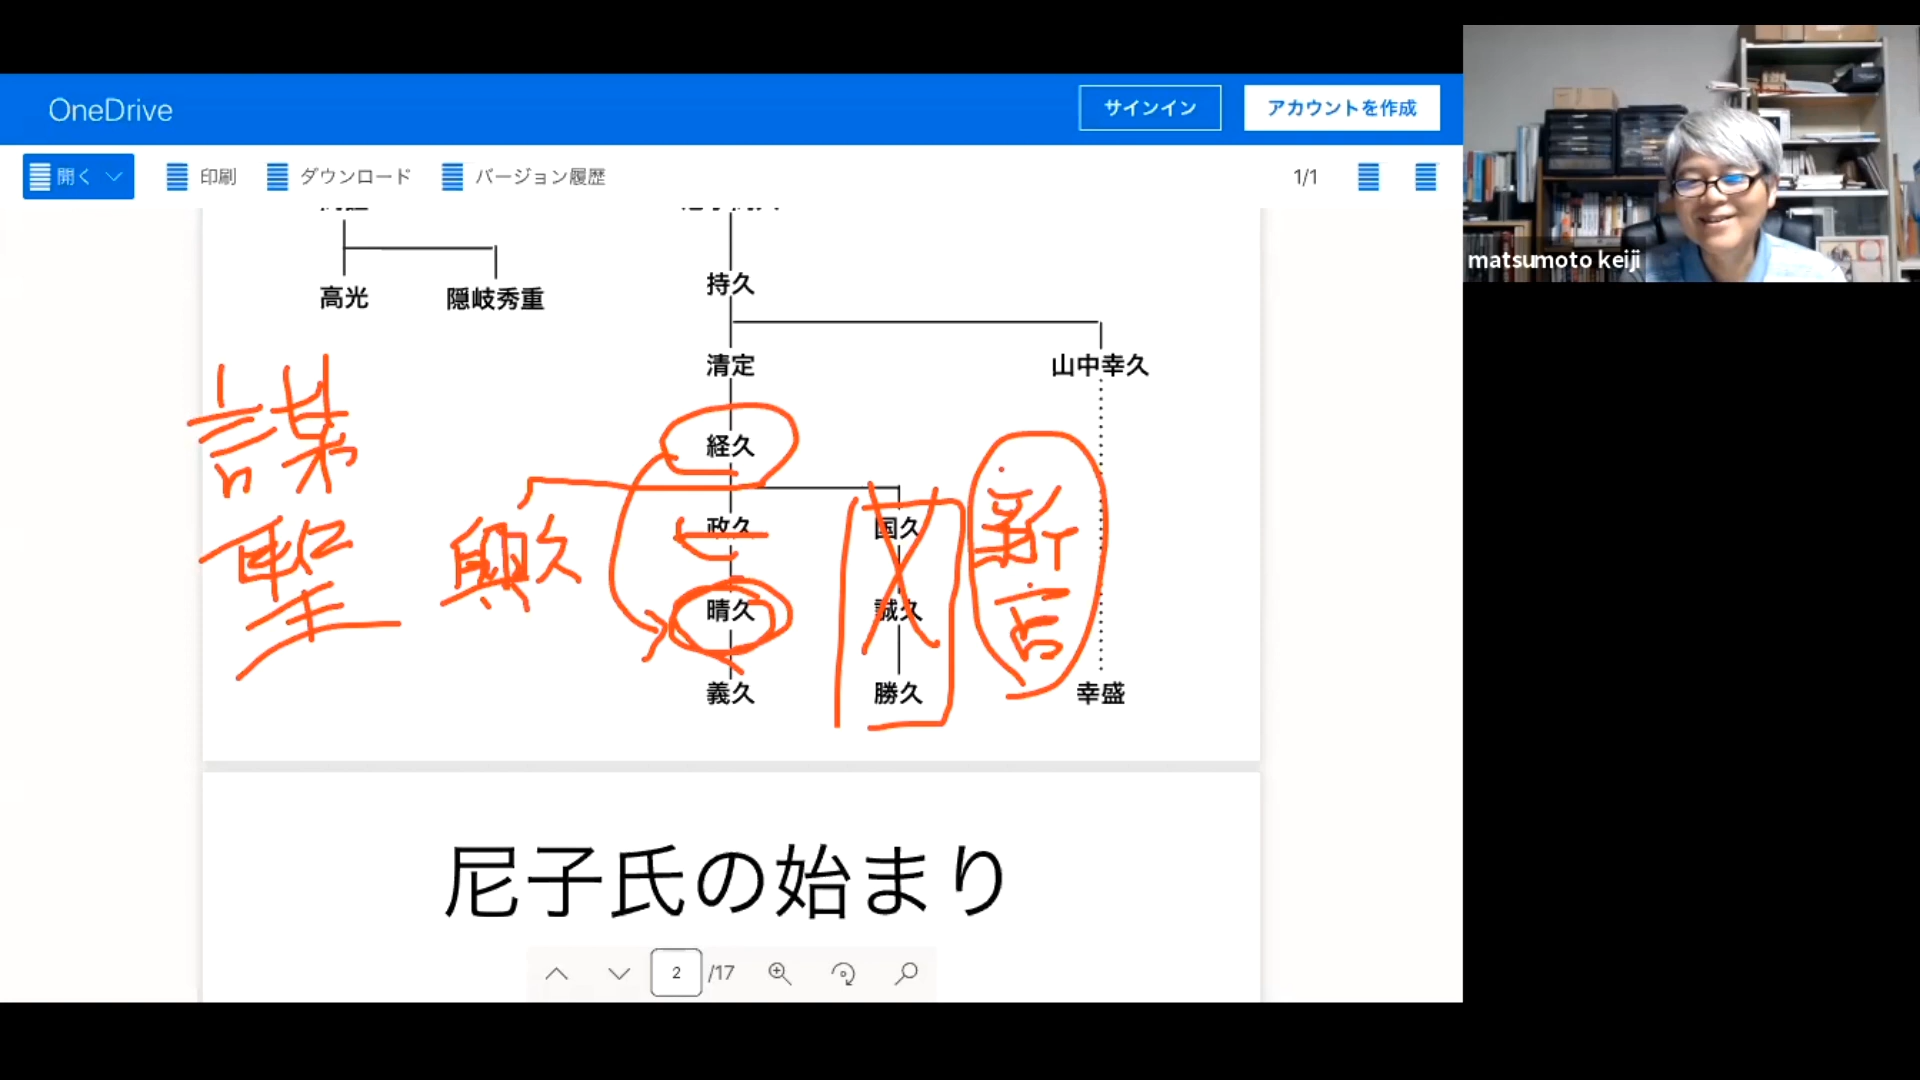 OneDrive
サインイン
アカウントを作成
開く
印刷
ダウンロード
バージョン履歴
1/1
matsumoto keiji
高光
隠岐秀重
持久
清定
山中幸久
経久
政久
国久
晴久
誠久
義久
勝久
幸盛
謀聖
興久
新宮
尼子氏の始まり
2 /17